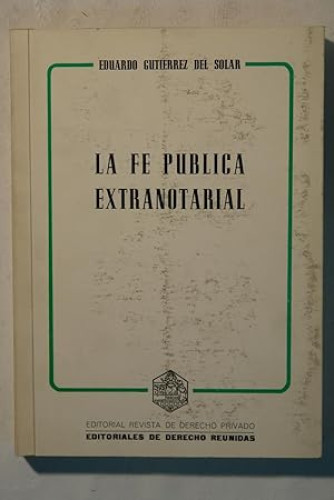 EDUARDO GUTIERREZ DEL SOLAR
LA FE PUBLICA
EXTRANOTARIAL
EDITORIAL REVISTA DE DERECHO PRIVADO
EDITORIALES DE DERECHO REUNIDAS